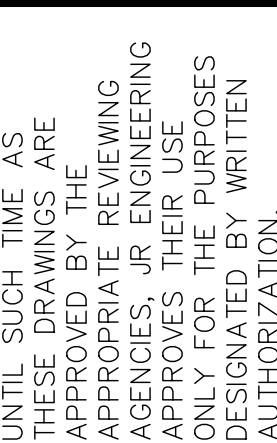 UNTIL SUCH TIME AS
THESE DRAWINGS ARE
APPROVED BY THE
APPROPRIATE REVIEWING
AGENCIES, JR ENGINEERING
APPROVES THEIR USE
ONLY FOR THE PURPOSES
DESIGNATED BY WRITTEN
AUTHORIZATION.